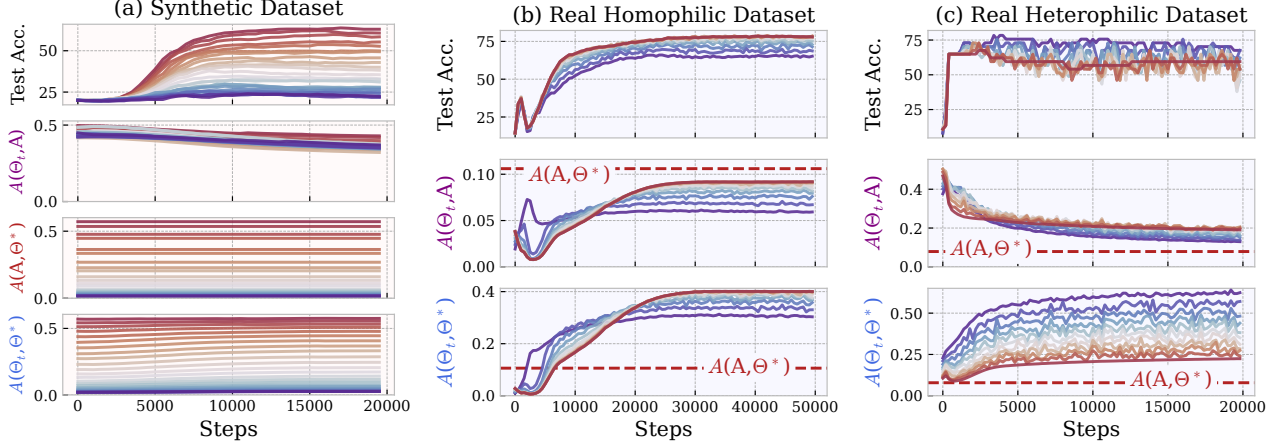 (a) Synthetic Dataset
Test Acc.
50
25
A(Θt,A)
0.5
0.0
A(A,Θ*)
0.5
0.0
A(Θt,Θ*)
0.5
0.0
0 5000 10000 15000 20000
Steps
(b) Real Homophilic Dataset
Test Acc.
75
50
25
A(Θt,A)
0.10
0.05
0.00
A(A,Θ*)
A(Θt,Θ*)
0.4
0.2
0.0
A(A,Θ*)
0 10000 20000 30000 40000 50000
Steps
(c) Real Heterophilic Dataset
Test Acc.
75
50
25
A(Θt,A)
0.4
0.2
0.0
A(A,Θ*)
A(Θt,Θ*)
0.50
0.25
0.00
A(A,Θ*)
0 5000 10000 15000 20000
Steps